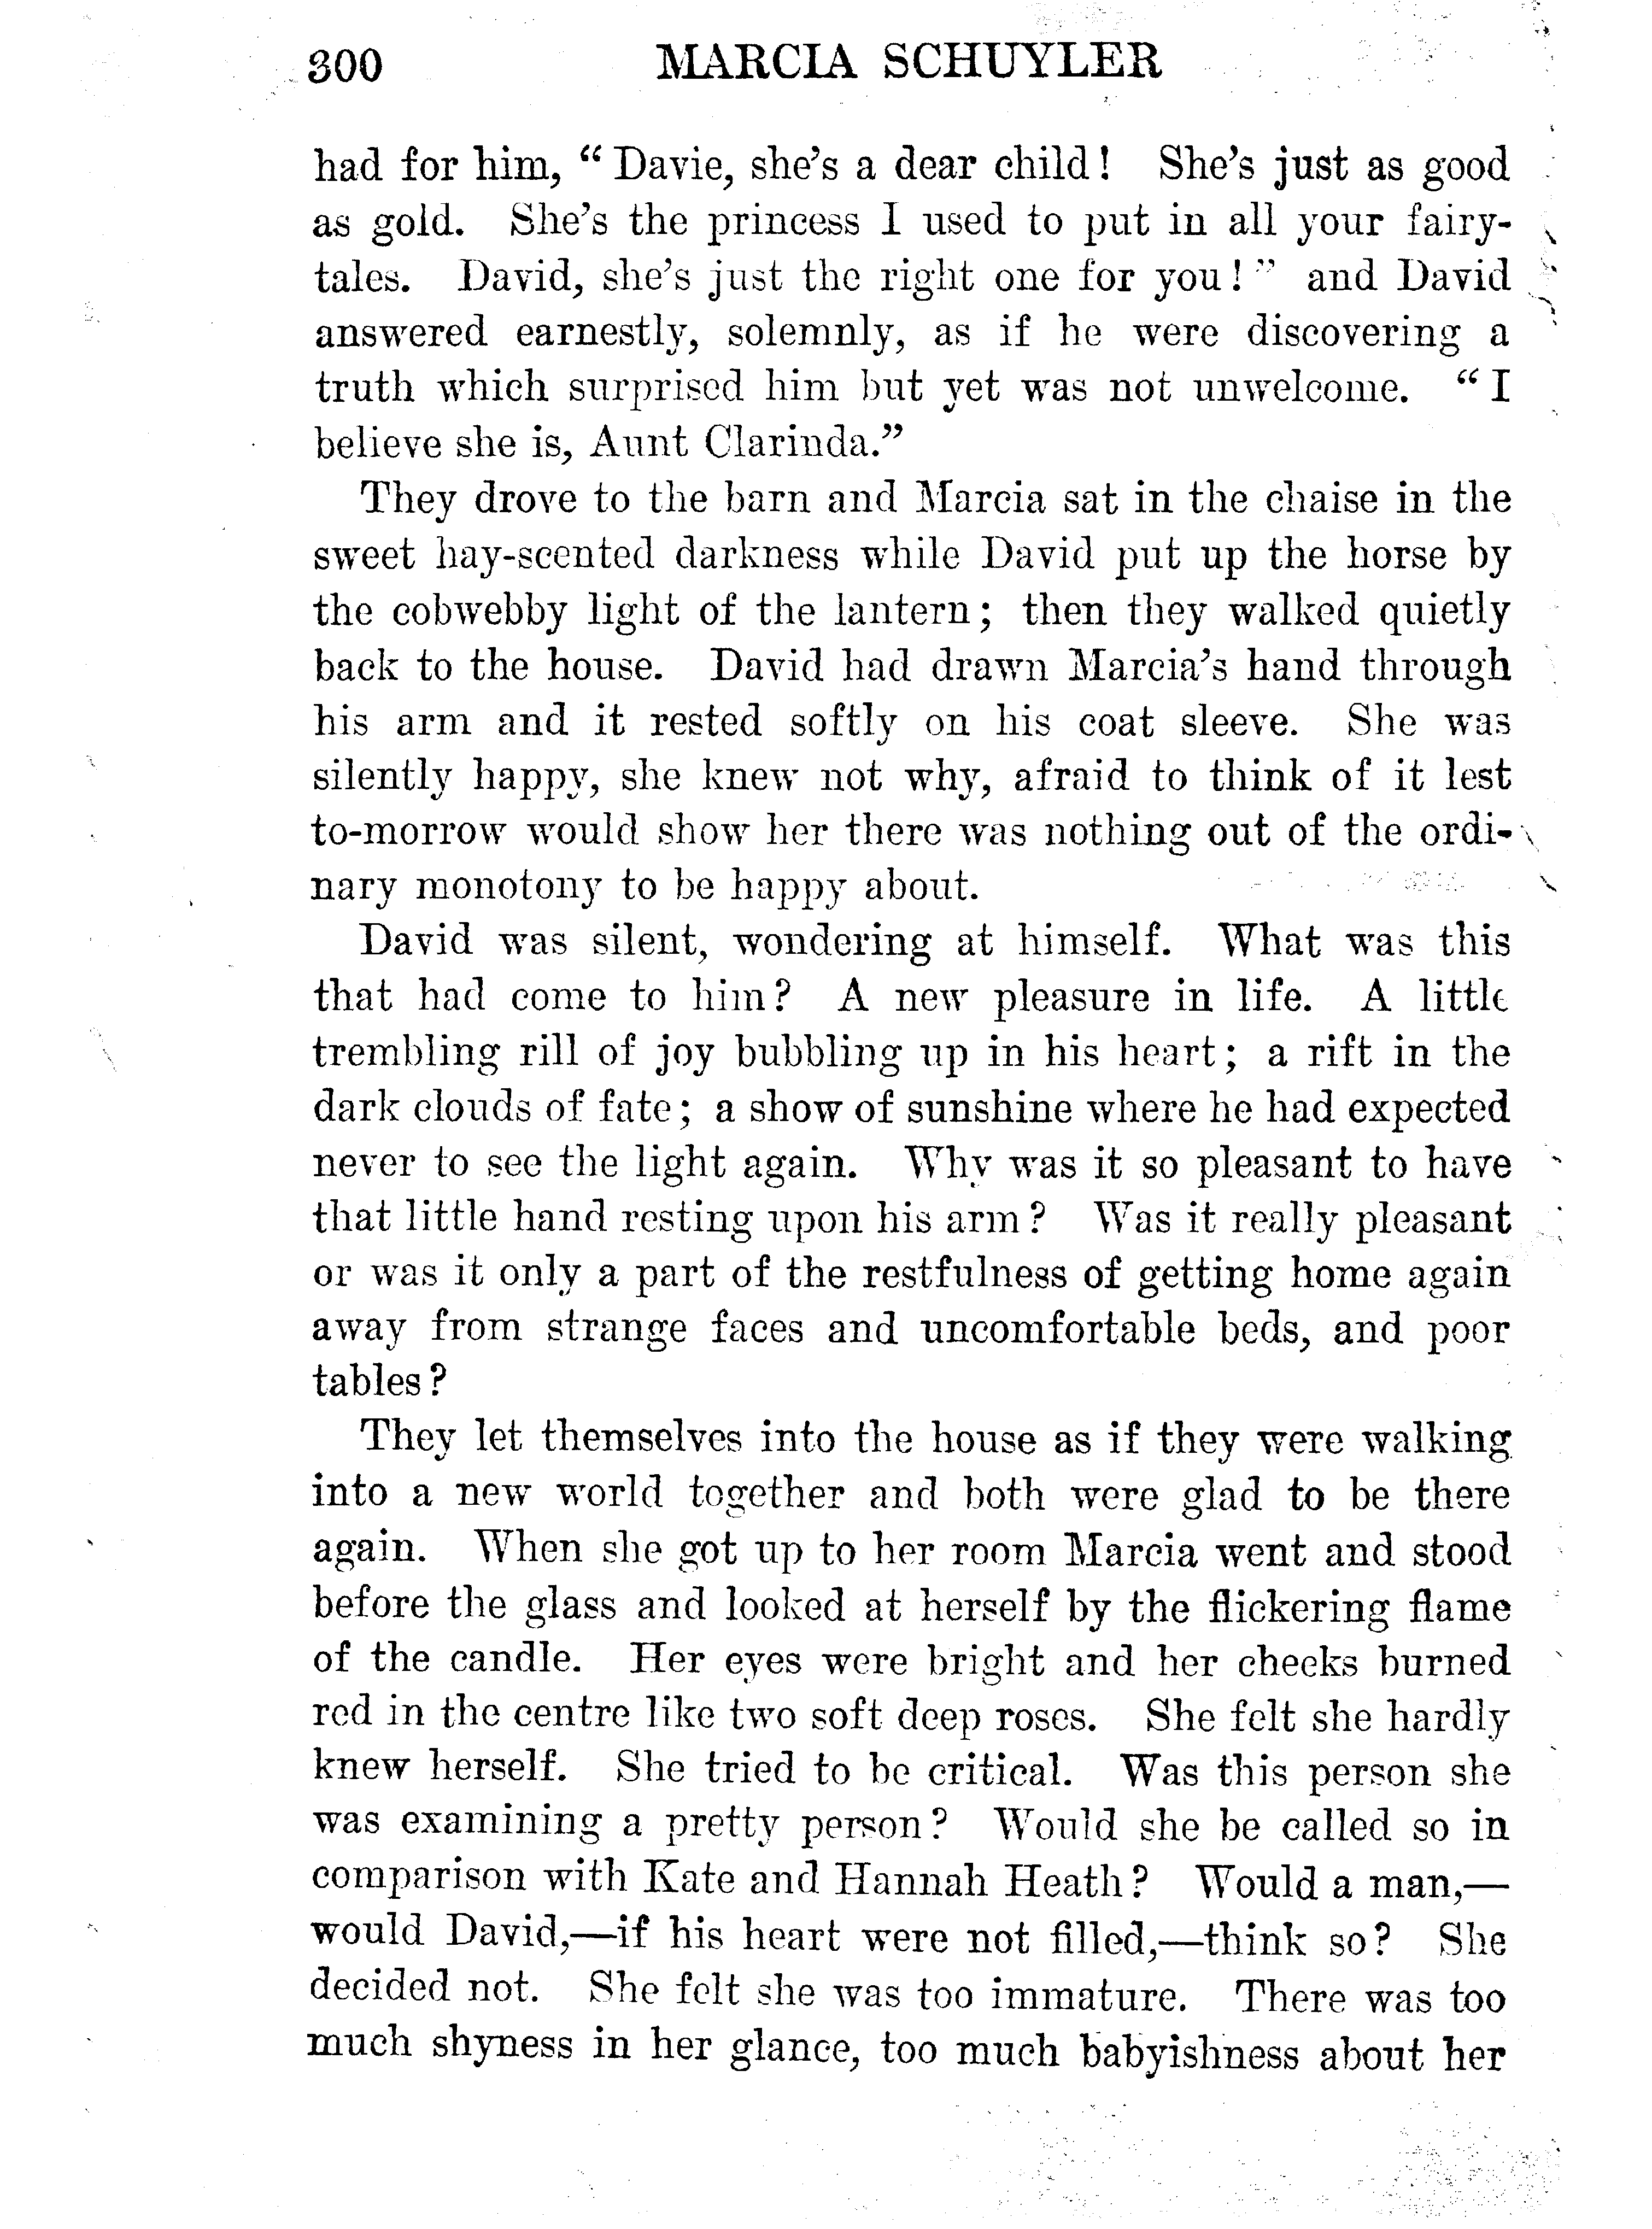 300 MARCIA SCHUYLER
had for him, “ Davie, she’s a dear child! She’s just as good
as gold. She’s the princess I used to put in all your fairy-
tales. David, she’s just the right one for you! ” and David
answered earnestly, solemnly, as if he were discovering a
truth which surprised him but yet was not unwelcome. “ I
believe she is, Aunt Clarinda.”
They drove to the barn and Marcia sat in the chaise in the
sweet hay-scented darkness while David put up the horse by
the cobwebby light of the lantern; then they walked quietly
back to the house. David had drawn Marcia’s hand through
his arm and it rested softly on his coat sleeve. She was
silently happy, she knew not why, afraid to think of it lest
to-morrow would show her there was nothing out of the ordi-
nary monotony to be happy about.
David was silent, wondering at himself. What was this
that had come to him? A new pleasure in life. A little
trembling rill of joy bubbling up in his heart; a rift in the
dark clouds of fate; a show of sunshine where he had expected
never to see the light again. Why was it so pleasant to have
that little hand resting upon his arm? Was it really pleasant
or was it only a part of the restfulness of getting home again
away from strange faces and uncomfortable beds, and poor
tables?
They let themselves into the house as if they were walking
into a new world together and both were glad to be there
again. When she got up to her room Marcia went and stood
before the glass and looked at herself by the flickering flame
of the candle. Her eyes were bright and her cheeks burned
red in the centre like two soft deep roses. She felt she hardly
knew herself. She tried to be critical. Was this person she
was examining a pretty person? Would she be called so in
comparison with Kate and Hannah Heath? Would a man,—
would David,—if his heart were not filled,—think so? She
decided not. She felt she was too immature. There was too
much shyness in her glance, too much babyishness about her